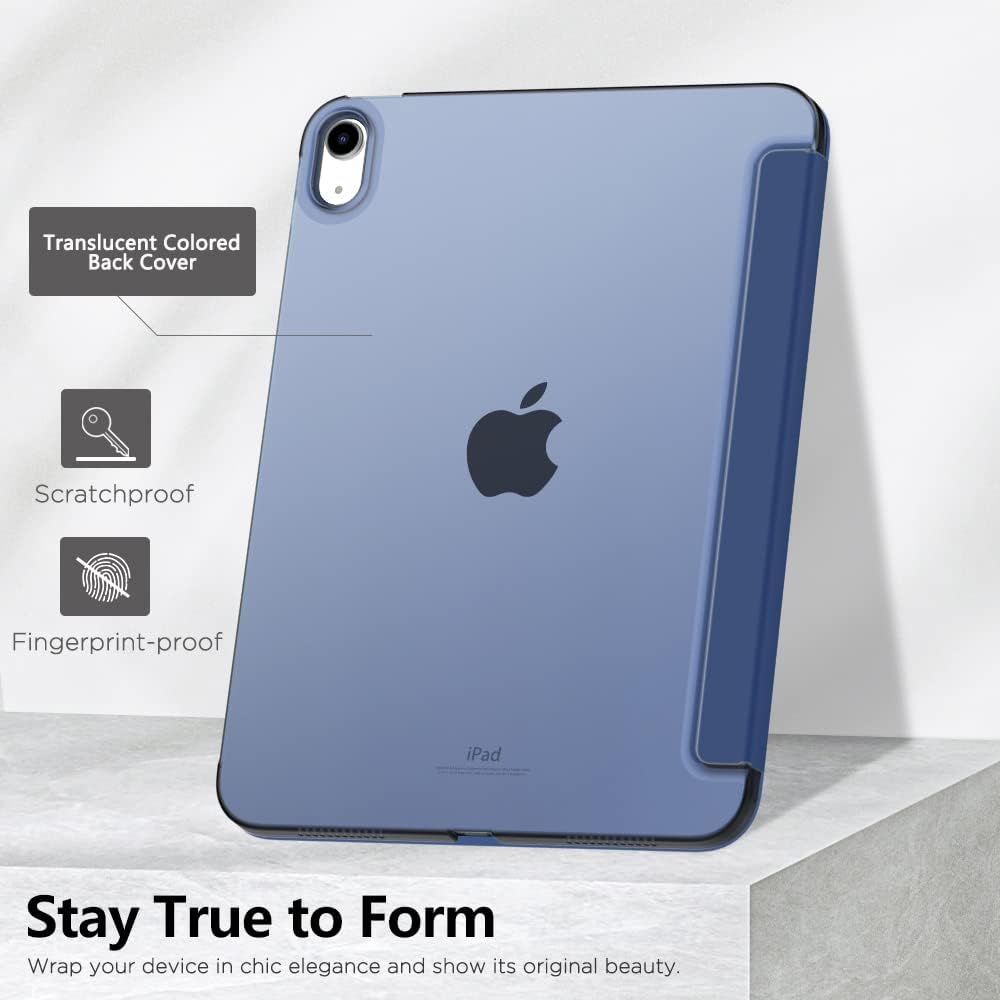 Translucent Colored
Back Cover
Scratchproof
Fingerprint-proof
iPad
Stay True to Form
Wrap your device in chic elegance and show its original beauty.